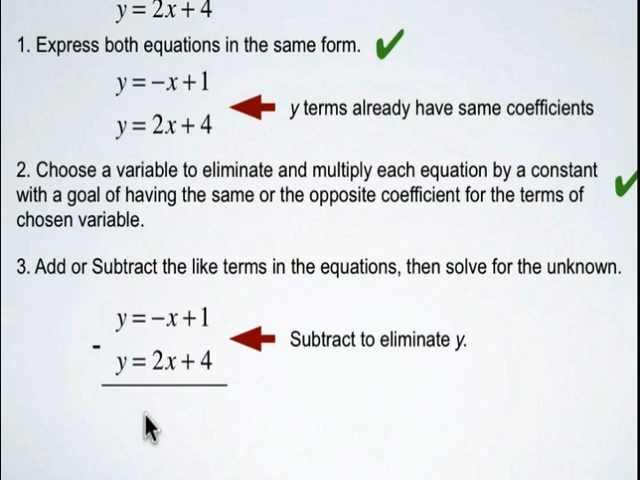 y = 2x + 4
1. Express both equations in the same form.
y = −x + 1
y = 2x + 4
y terms already have same coefficients
2. Choose a variable to eliminate and multiply each equation by a constant
with a goal of having the same or the opposite coefficient for the terms of
chosen variable.
3. Add or Subtract the like terms in the equations, then solve for the unknown.
y = −x + 1
- y = 2x + 4
Subtract to eliminate y.